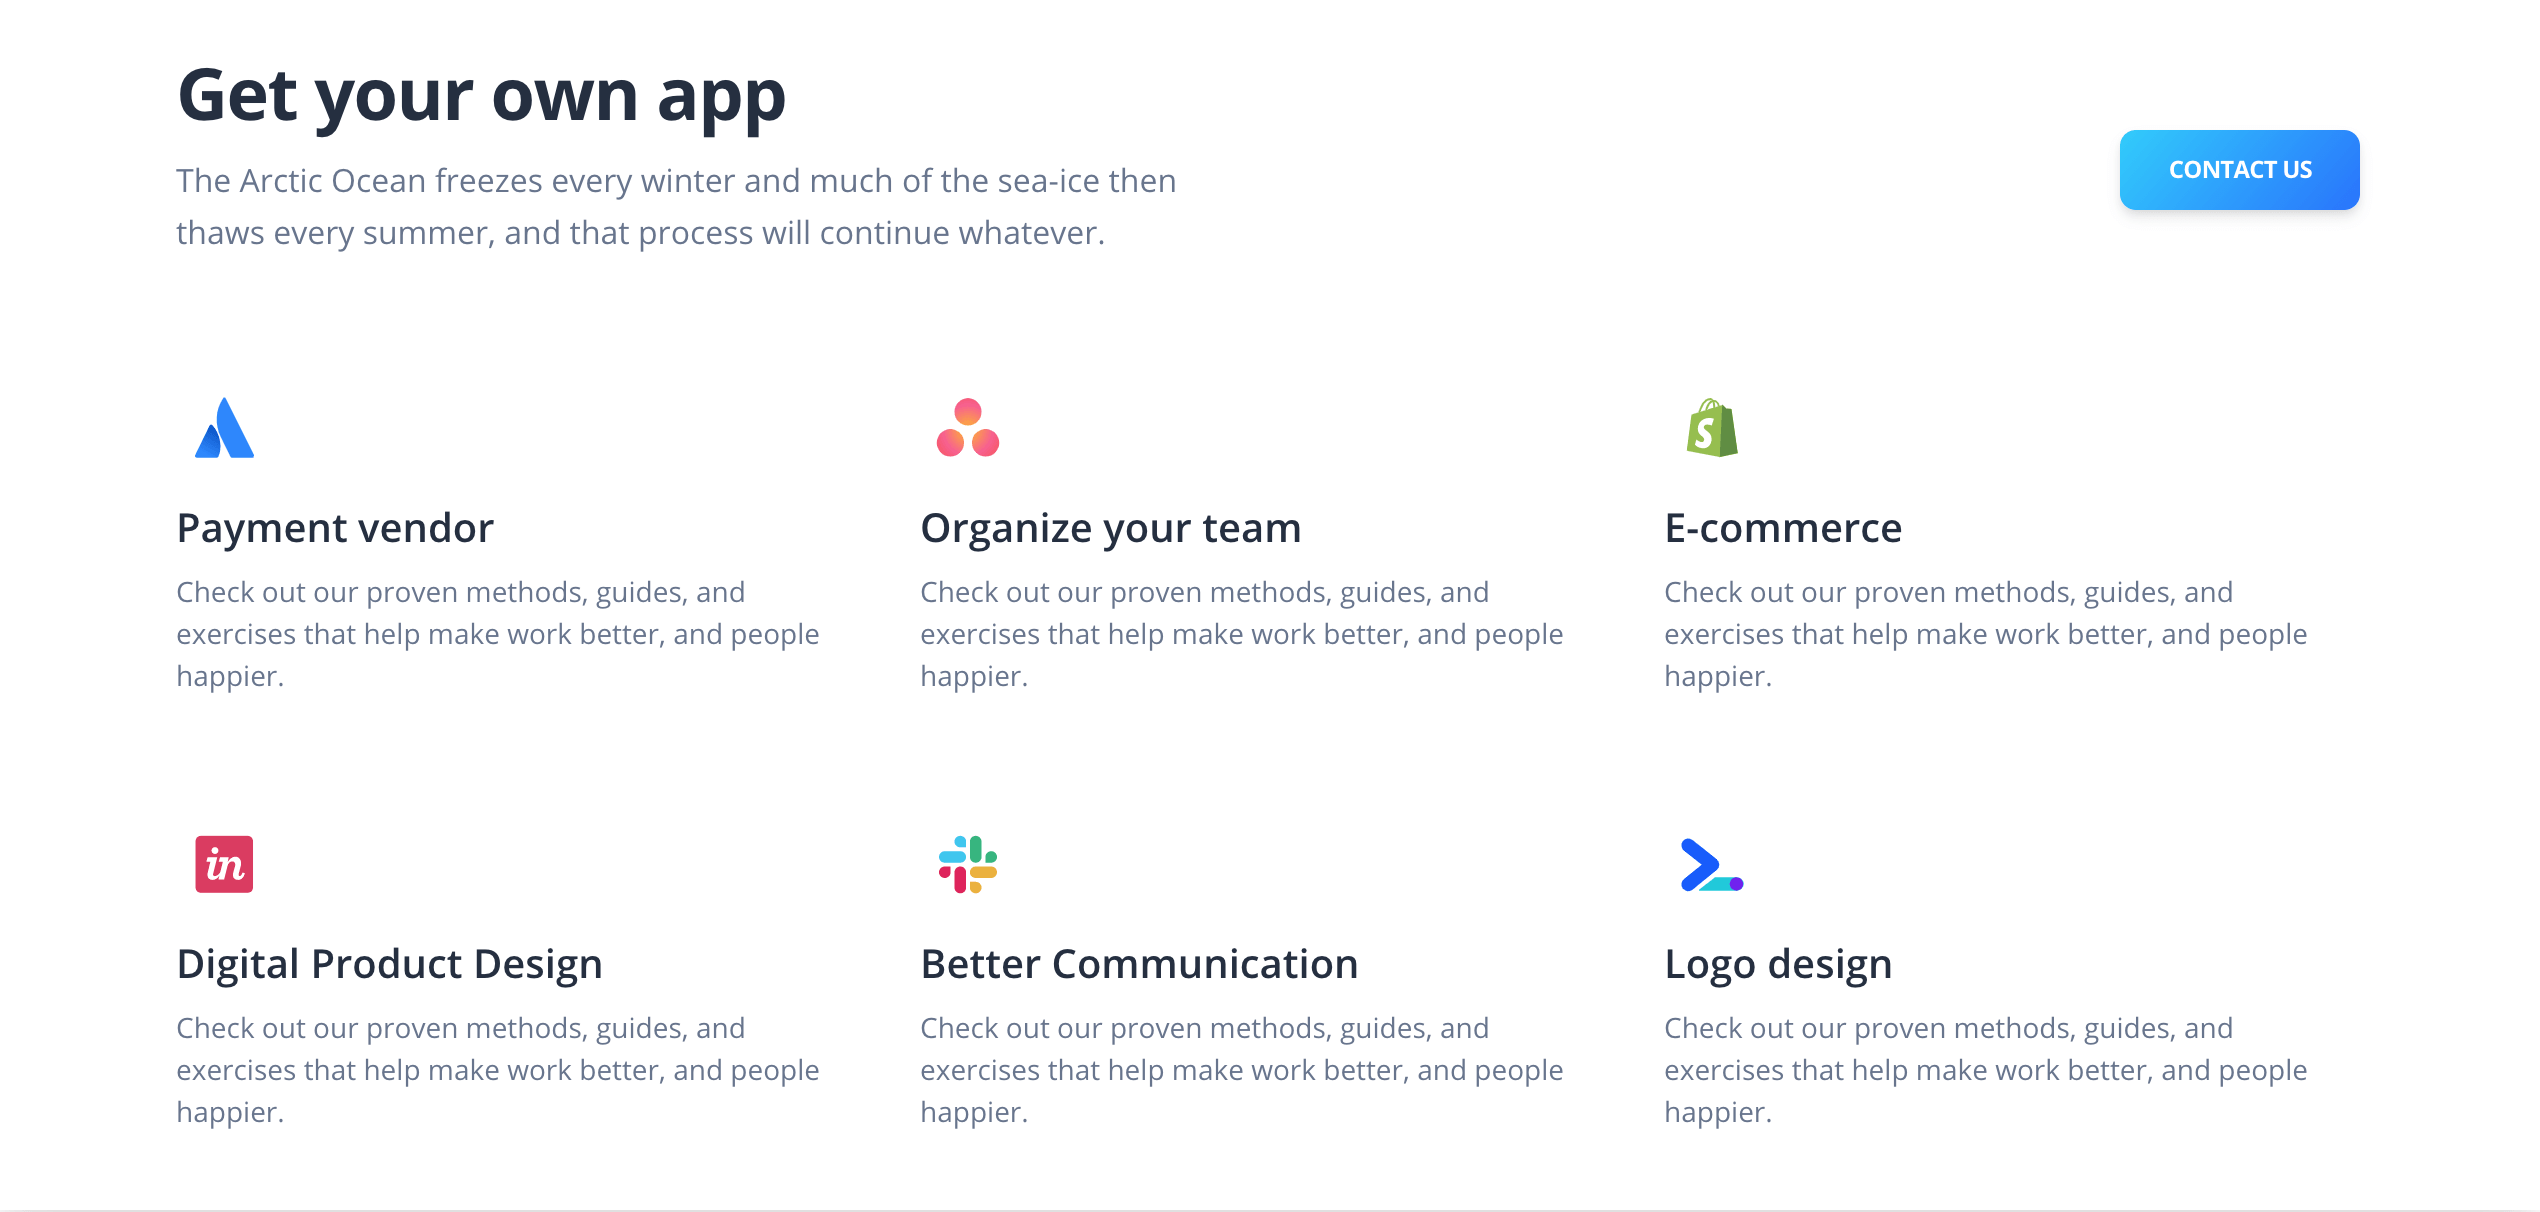 Get your own app
The Arctic Ocean freezes every winter and much of the sea-ice then
thaws every summer, and that process will continue whatever.
CONTACT US
Payment vendor
Check out our proven methods, guides, and
exercises that help make work better, and people
happier.
Organize your team
Check out our proven methods, guides, and
exercises that help make work better, and people
happier.
S
E-commerce
Check out our proven methods, guides, and
exercises that help make work better, and people
happier.
in
Digital Product Design
Check out our proven methods, guides, and
exercises that help make work better, and people
happier.
Better Communication
Check out our proven methods, guides, and
exercises that help make work better, and people
happier.
Logo design
Check out our proven methods, guides, and
exercises that help make work better, and people
happier.